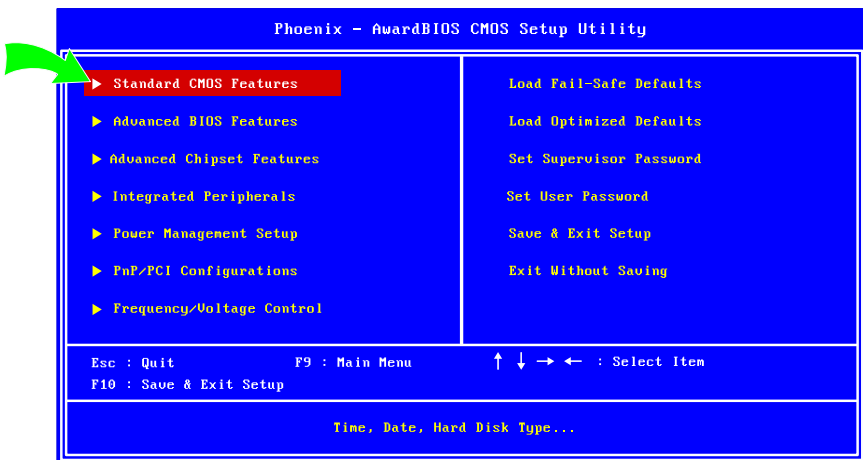 Phoenix - AwardBIOS CMOS Setup Utility
Standard CMOS Features
Advanced BIOS Features
Advanced Chipset Features
Integrated Peripherals
Power Management Setup
PnP/PCI Configurations
Frequency/Voltage Control
Load Fail-Safe Defaults
Load Optimized Defaults
Set Supervisor Password
Set User Password
Save & Exit Setup
Exit Without Saving
Esc : Quit F9 : Main Menu ↑ ↓ → ← : Select Item
F10 : Save & Exit Setup
Time, Date, Hard Disk Type...